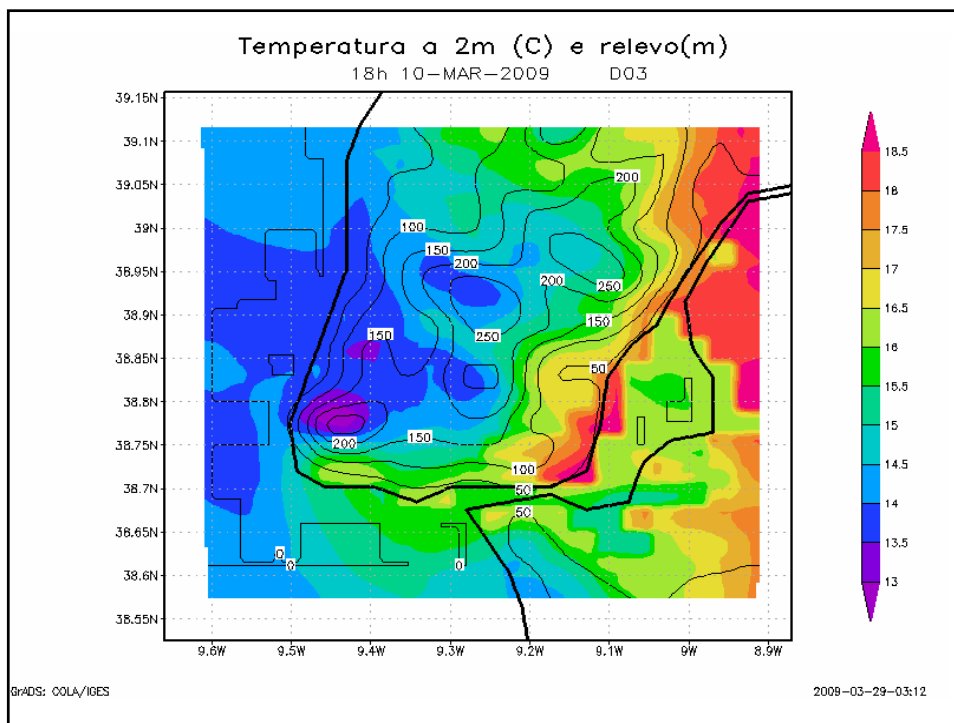 Temperatura a 2m (C) e relevo(m)
18h 10-MAR-2009 D03
39.15N
39.1N
39.05N
39N
38.95N
38.9N
38.85N
38.8N
38.75N
38.7N
38.65N
38.6N
38.55N
200
100
150
200
200
250
150
150
250
50
150
200
100
50
50
0
0
0
9.6W
9.5W
9.4W
9.3W
9.2W
9.1W
9W
8.9W
18.5
18
17.5
17
16.5
16
15.5
15
14.5
14
13.5
13
GrADS: COLA/IGES
2009-03-29-03:12